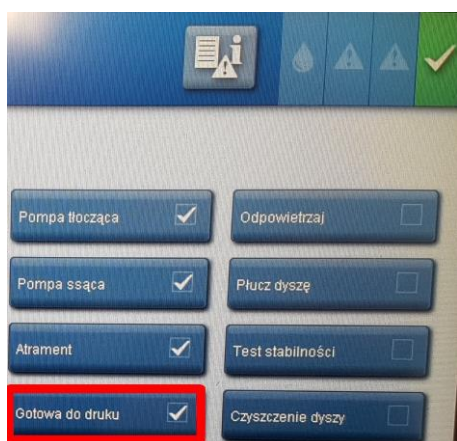 Pompa tłocząca
Odpowietrzaj
Pompa ssąca
Płucz dyszę
Atrament
Test stabilności
Gotowa do druku
Czyszczenie dyszy